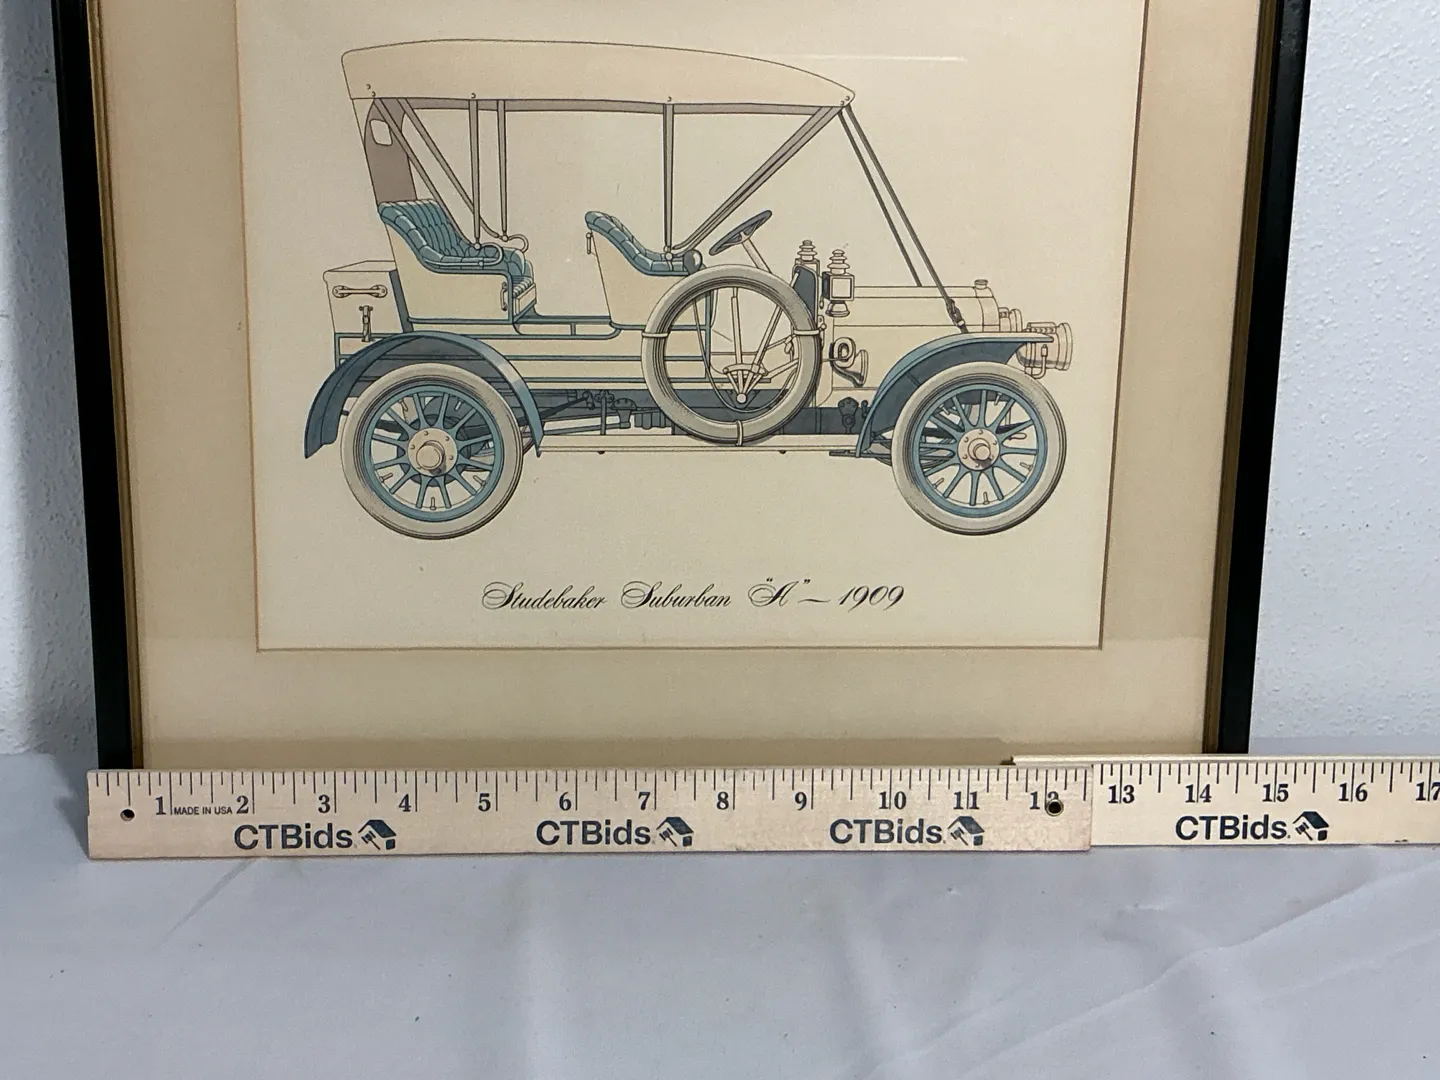 Studebaker Suburban "A" — 1909
1 MADE IN USA 2 3 4 5 6 7 8 9 10 11 12 13 14 15 16 17
CTBids. CTBids. CTBids. CTBids.